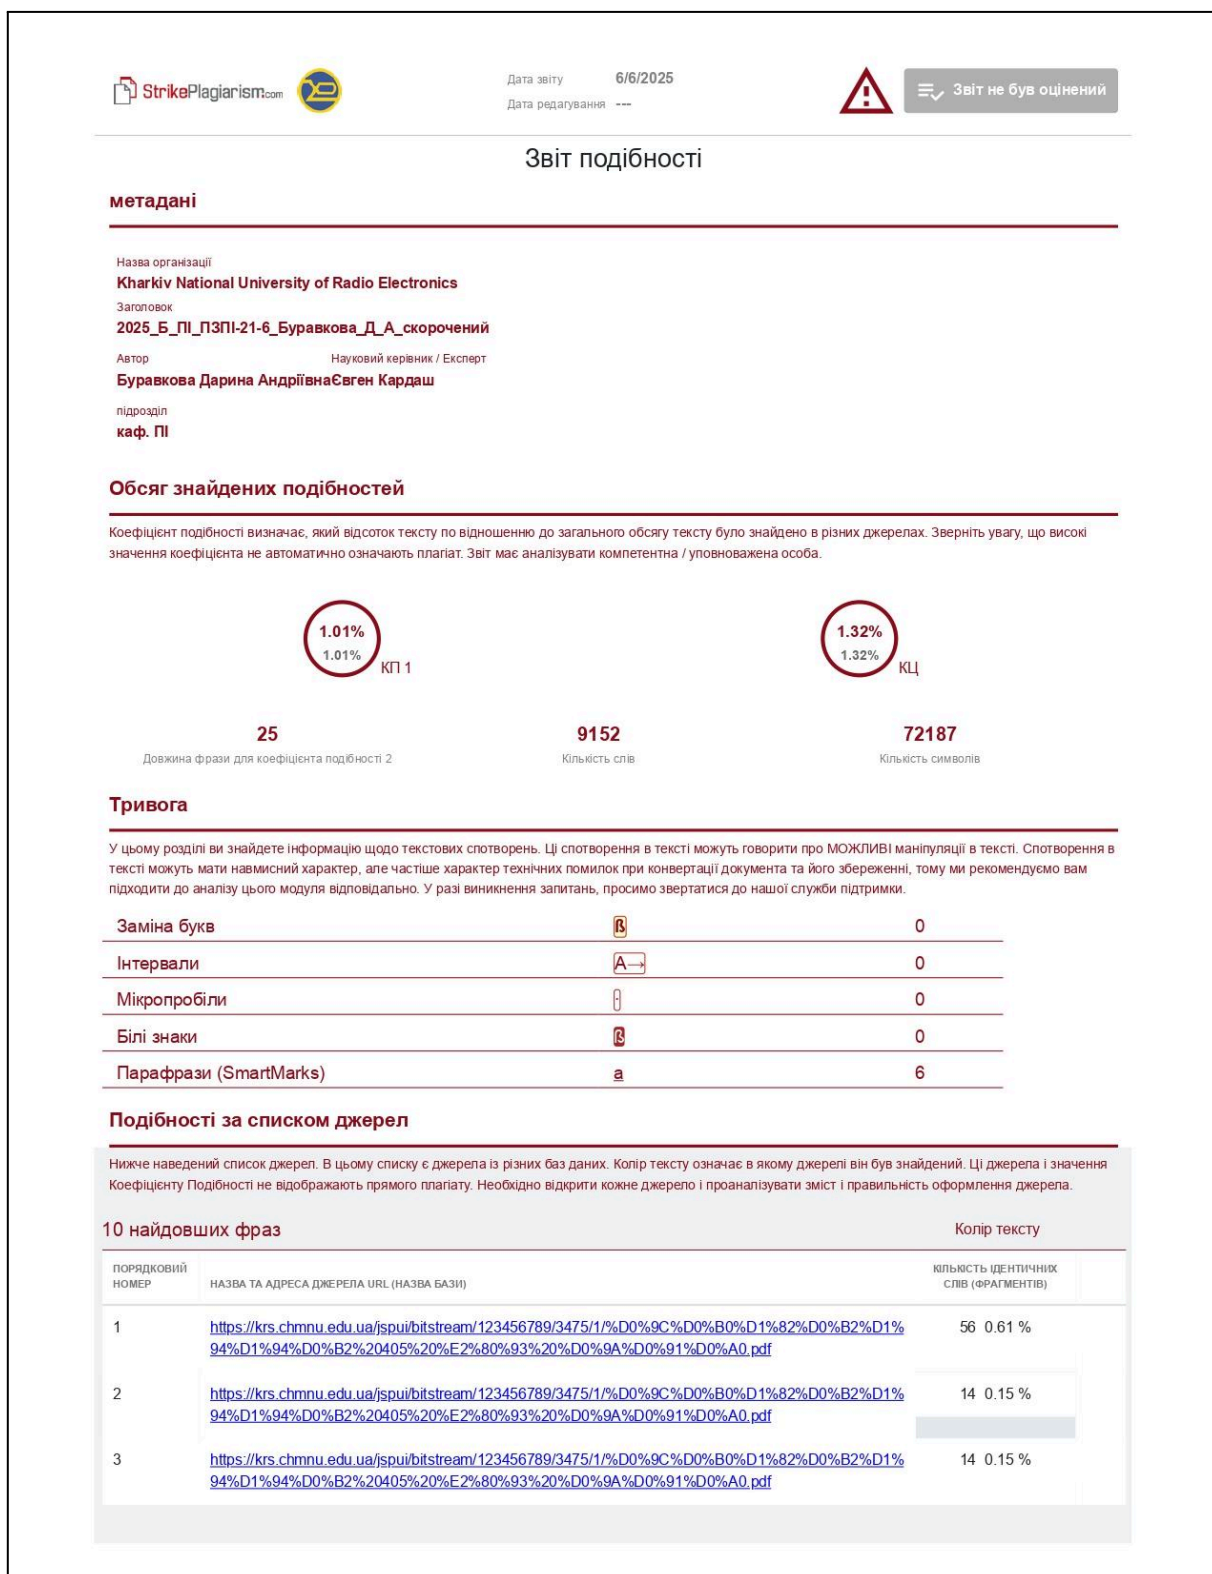 StrikePlagiarism.com
Дата звіту 6/6/2025
Дата редагування ---
Звіт не був оцінений
Звіт подібності
метадані
Назва організації
Kharkiv National University of Radio Electronics
Заголовок
2025_Б_ПІ_ПЗПІ-21-6_Буравкова_Д_А_скорочений
Автор Науковий керівник / Експерт
Буравкова Дарина АндріївнаЄвген Кардаш
підрозділ
каф. ПІ
Обсяг знайдених подібностей
Коефіцієнт подібності визначає, який відсоток тексту по відношенню до загального обсягу тексту було знайдено в різних джерелах. Зверніть увагу, що високі
значення коефіцієнта не автоматично означають плагіат. Звіт має аналізувати компетентна / уповноважена особа.
1.01%
1.01%
КП 1
1.32%
1.32%
КЦ
25
Довжина фрази для коефіцієнта подібності 2
9152
Кількість слів
72187
Кількість символів
Тривога
У цьому розділі ви знайдете інформацію щодо текстових спотворень. Ці спотворення в тексті можуть говорити про МОЖЛИВІ маніпуляції в тексті. Спотворення в
тексті можуть мати навмисний характер, але частіше характер технічних помилок при конвертації документа та його збереженні, тому ми рекомендуємо вам
підходити до аналізу цього модуля відповідально. У разі виникнення запитань, просимо звертатися до нашої служби підтримки.
Заміна букв ß 0
Інтервали A→ 0
Мікропробіли · 0
Білі знаки ß 0
Парафрази (SmartMarks) a 6
Подібності за списком джерел
Нижче наведений список джерел. В цьому списку є джерела із різних баз даних. Колір тексту означає в якому джерелі він був знайдений. Ці джерела і значення
Коефіцієнту Подібності не відображають прямого плагіату. Необхідно відкрити кожне джерело і проаналізувати зміст і правильність оформлення джерела.
10 найдовших фраз Колір тексту
ПОРЯДКОВИЙ
НОМЕР
НАЗВА ТА АДРЕСА ДЖЕРЕЛА URL (НАЗВА БАЗИ)
КІЛЬКІСТЬ ІДЕНТИЧНИХ
СЛІВ (ФРАГМЕНТІВ)
1 https://krs.chmnu.edu.ua/jspui/bitstream/123456789/3475/1/%D0%9C%D0%B0%D1%82%D0%B2%D1% 56 0.61 %
94%D1%94%D0%B2%20405%20%E2%80%93%20%D0%9A%D0%91%D0%A0.pdf
2 https://krs.chmnu.edu.ua/jspui/bitstream/123456789/3475/1/%D0%9C%D0%B0%D1%82%D0%B2%D1% 14 0.15 %
94%D1%94%D0%B2%20405%20%E2%80%93%20%D0%9A%D0%91%D0%A0.pdf
3 https://krs.chmnu.edu.ua/jspui/bitstream/123456789/3475/1/%D0%9C%D0%B0%D1%82%D0%B2%D1% 14 0.15 %
94%D1%94%D0%B2%20405%20%E2%80%93%20%D0%9A%D0%91%D0%A0.pdf